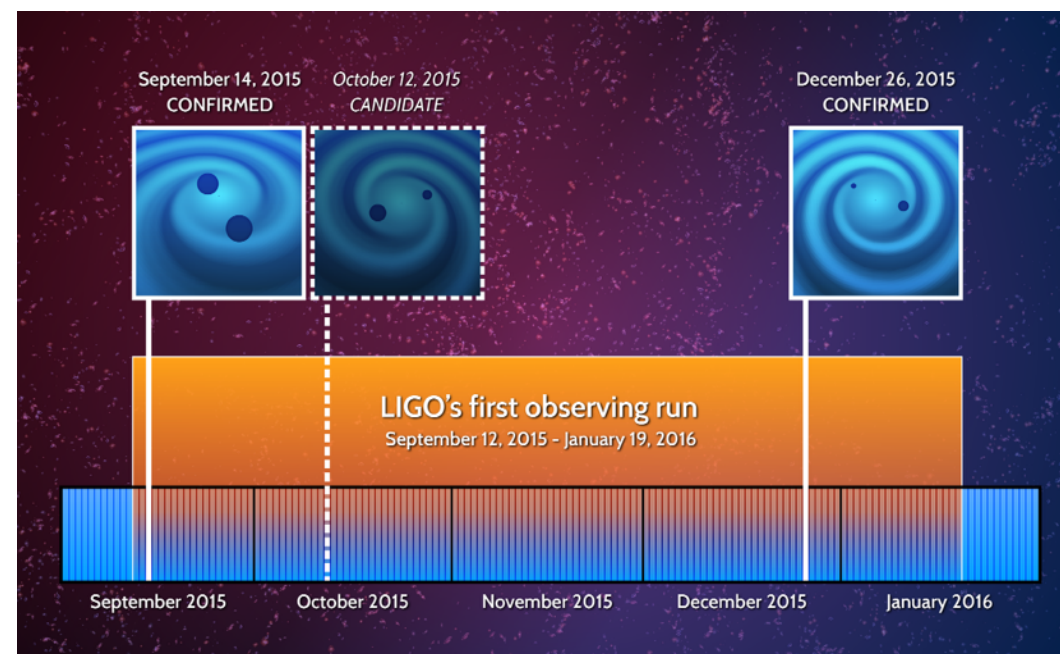 September 14, 2015
CONFIRMED
October 12, 2015
CANDIDATE
December 26, 2015
CONFIRMED
LIGO's first observing run
September 12, 2015 - January 19, 2016
September 2015
October 2015
November 2015
December 2015
January 2016